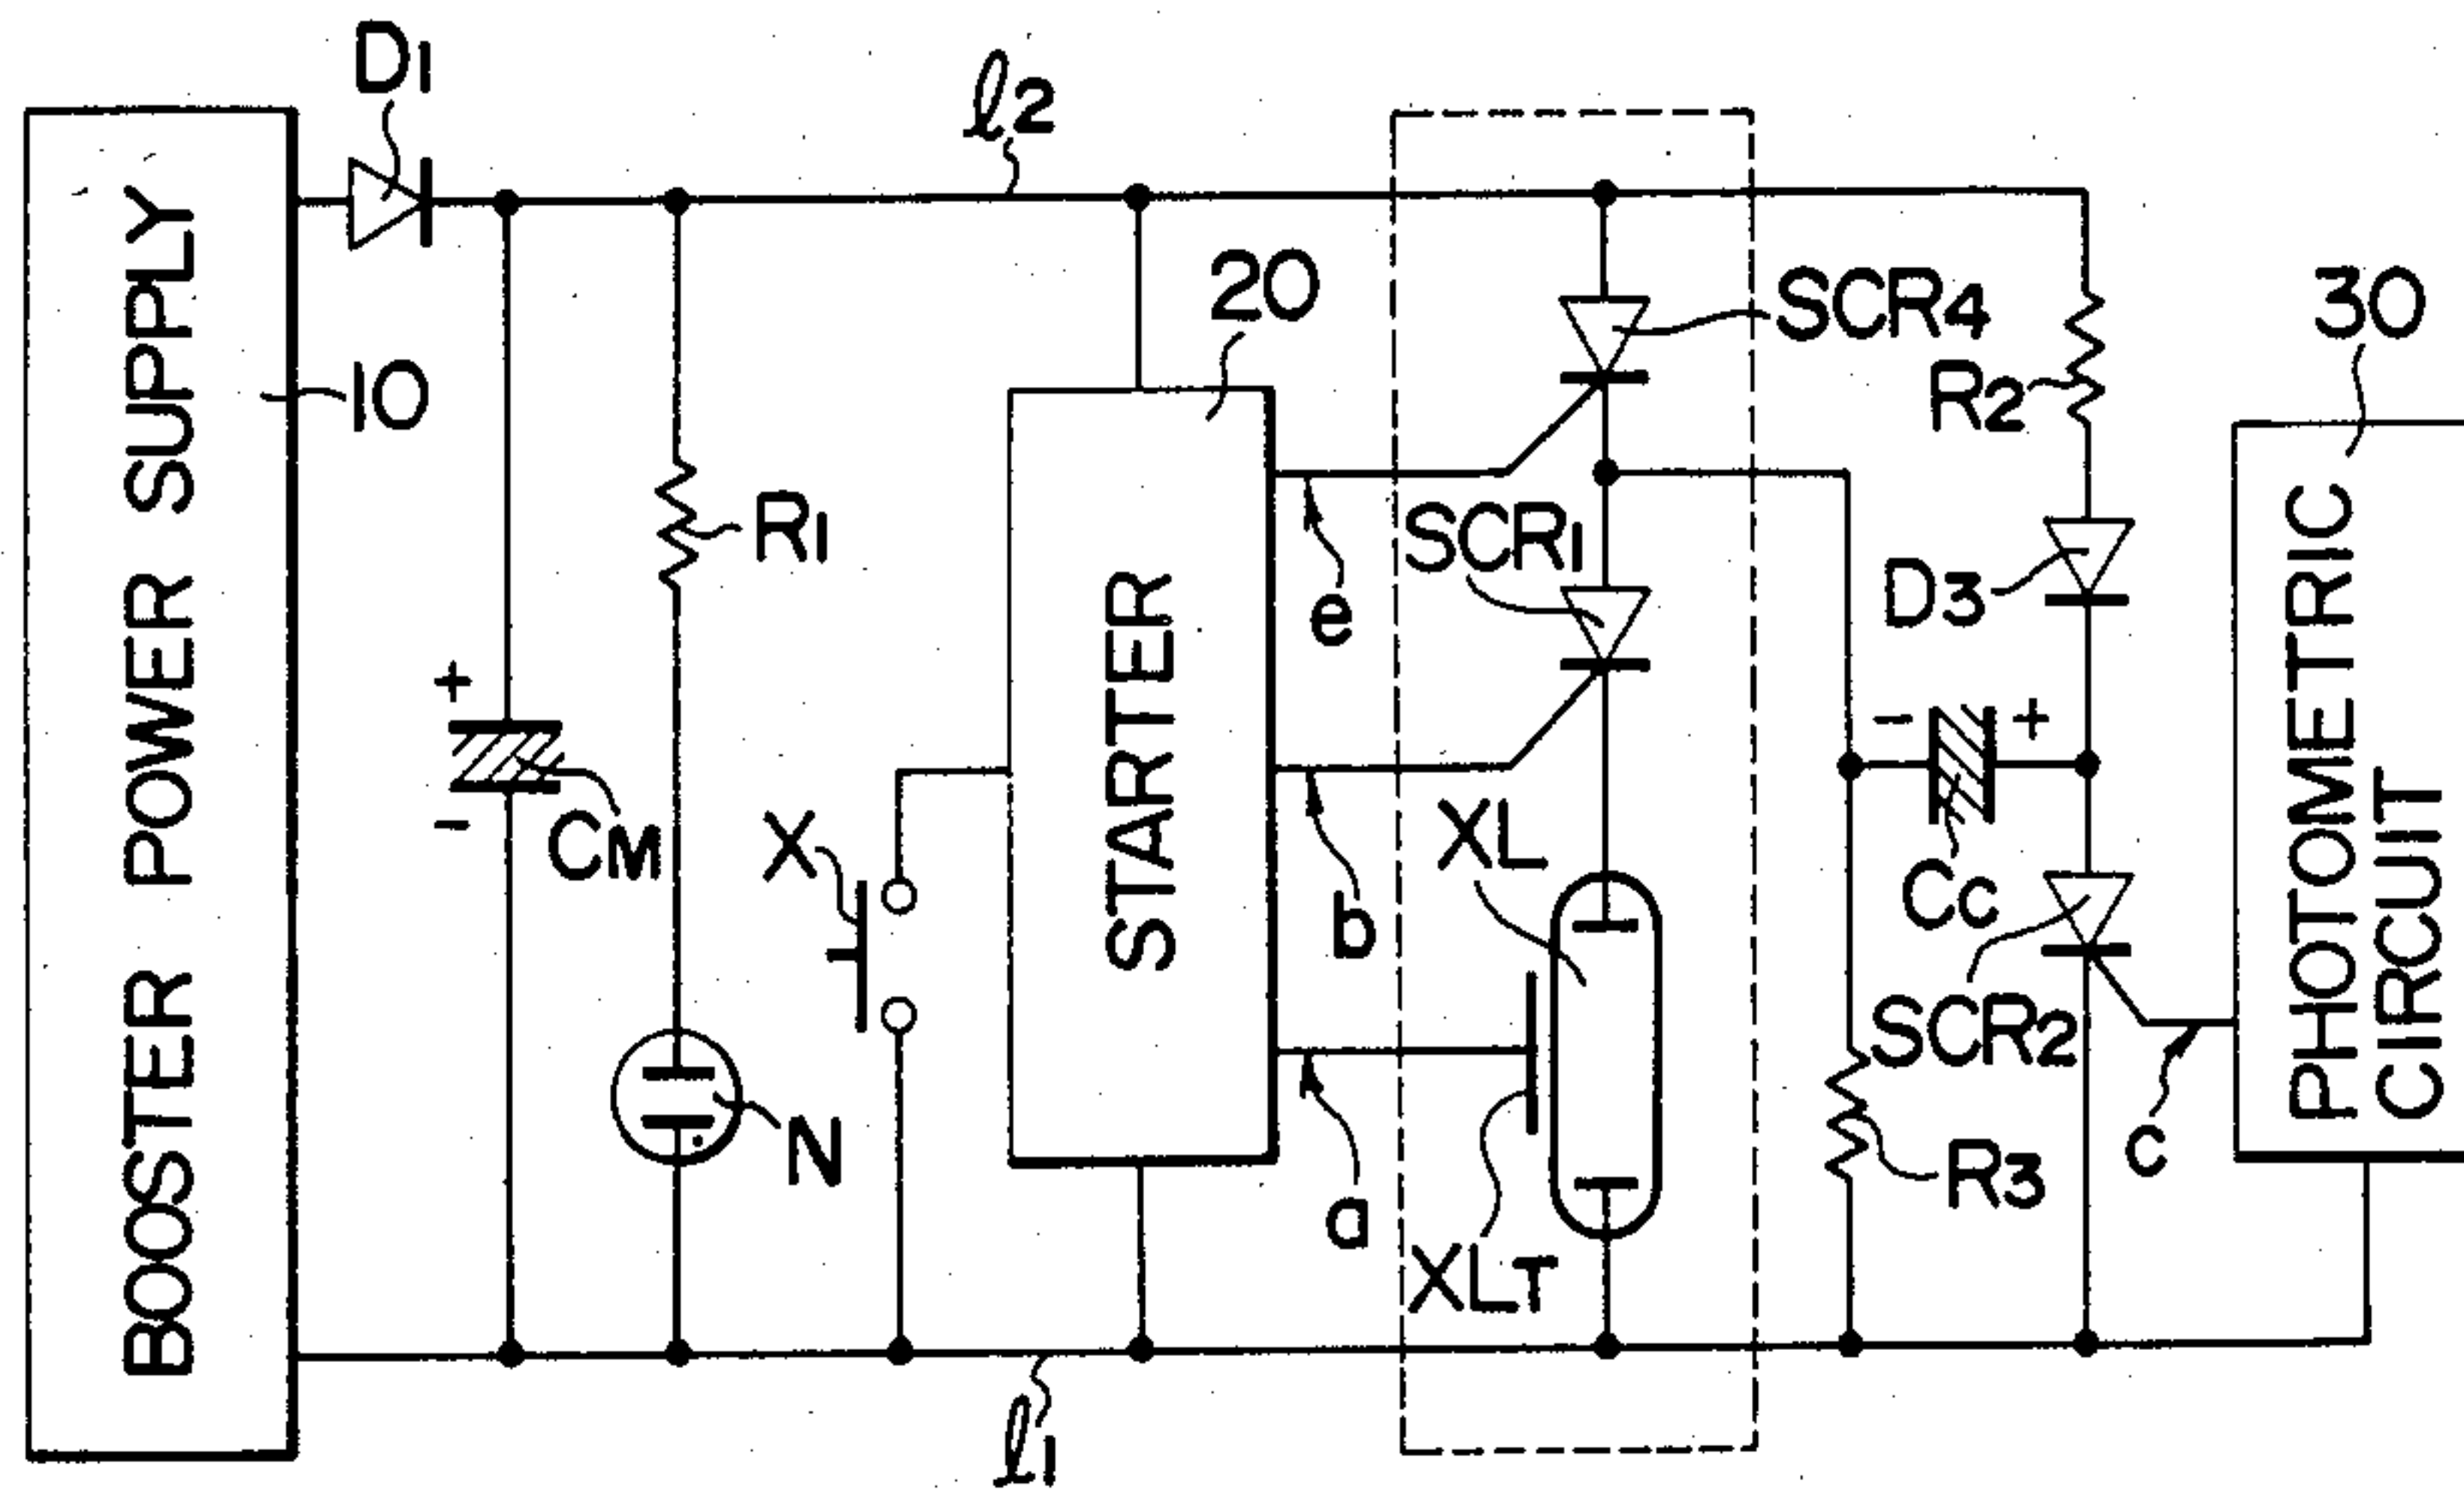 D1
l2
BOOSTER POWER SUPPLY
10
R1
+
-
CM
N
X
20
STARTER
e
b
a
SCR4
SCR1
XL
XLT
R2
D3
- +
Cc
SCR2
R3
c
30
PHOTOMETRIC
CIRCUIT
l1